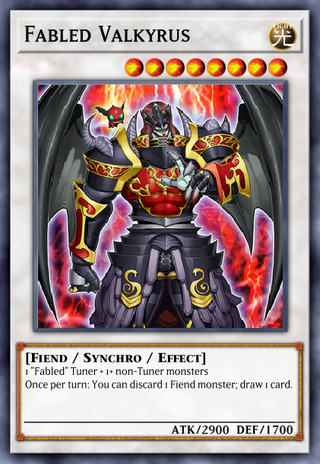 Fabled Valkyrus
LIGHT
光
[Fiend / Synchro / Effect]
1 "Fabled" Tuner + 1+ non-Tuner monsters
Once per turn: You can discard 1 Fiend monster; draw 1 card.
ATK/2900 DEF/1700